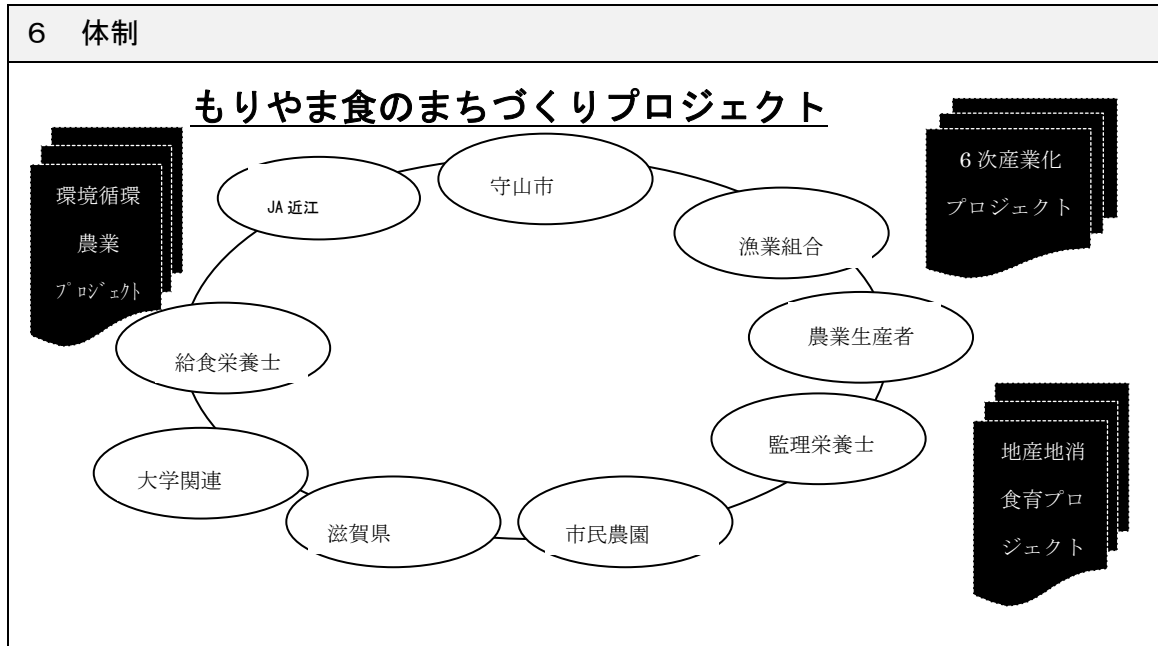 ６　体制
もりやま食のまちづくりプロジェクト
環境循環
農業
ﾌﾟﾛｼﾞｪｸﾄ
6 次産業化
プロジェクト
守山市
JA 近江
漁業組合
農業生産者
給食栄養士
監理栄養士
大学関連
滋賀県
市民農園
地産地消
食育プロ
ジェクト